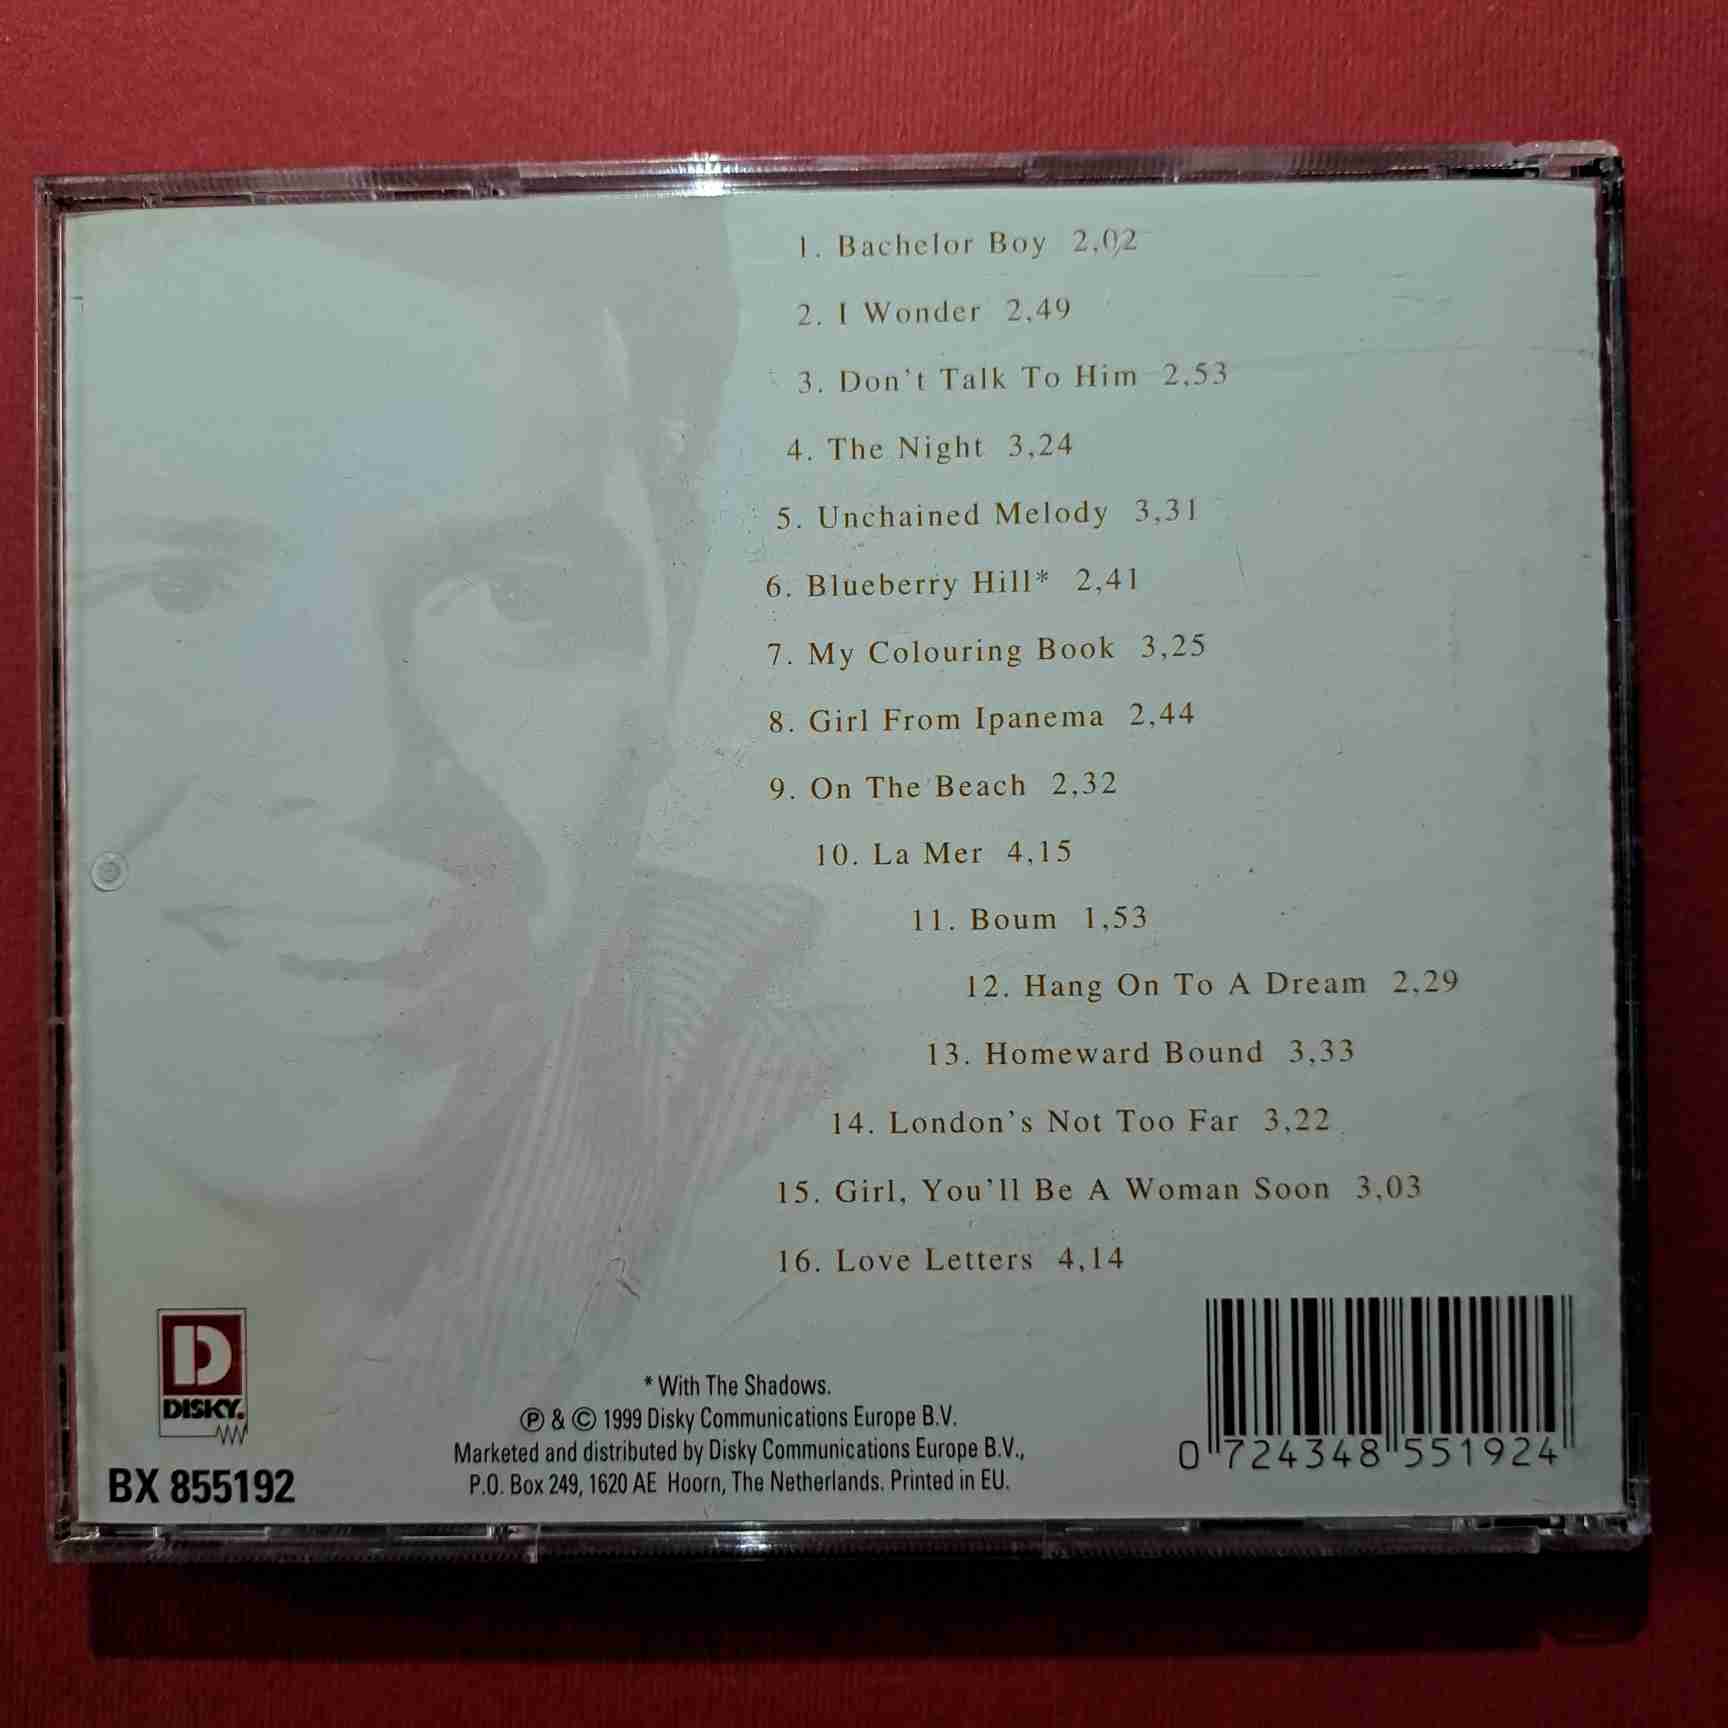 1. Bachelor Boy 2,02
2. I Wonder 2,49
3. Don't Talk To Him 2,53
4. The Night 3,24
5. Unchained Melody 3,31
6. Blueberry Hill* 2,41
7. My Colouring Book 3,25
8. Girl From Ipanema 2,44
9. On The Beach 2,32
10. La Mer 4,15
11. Boum 1,53
12. Hang On To A Dream 2,29
13. Homeward Bound 3,33
14. London's Not Too Far 3,22
15. Girl, You'll Be A Woman Soon 3,03
16. Love Letters 4,14
D
DISKY.
BX 855192
* With The Shadows.
℗ & © 1999 Disky Communications Europe B.V.
Marketed and distributed by Disky Communications Europe B.V.,
P.O. Box 249, 1620 AE Hoorn, The Netherlands. Printed in EU.
0 724348 551924